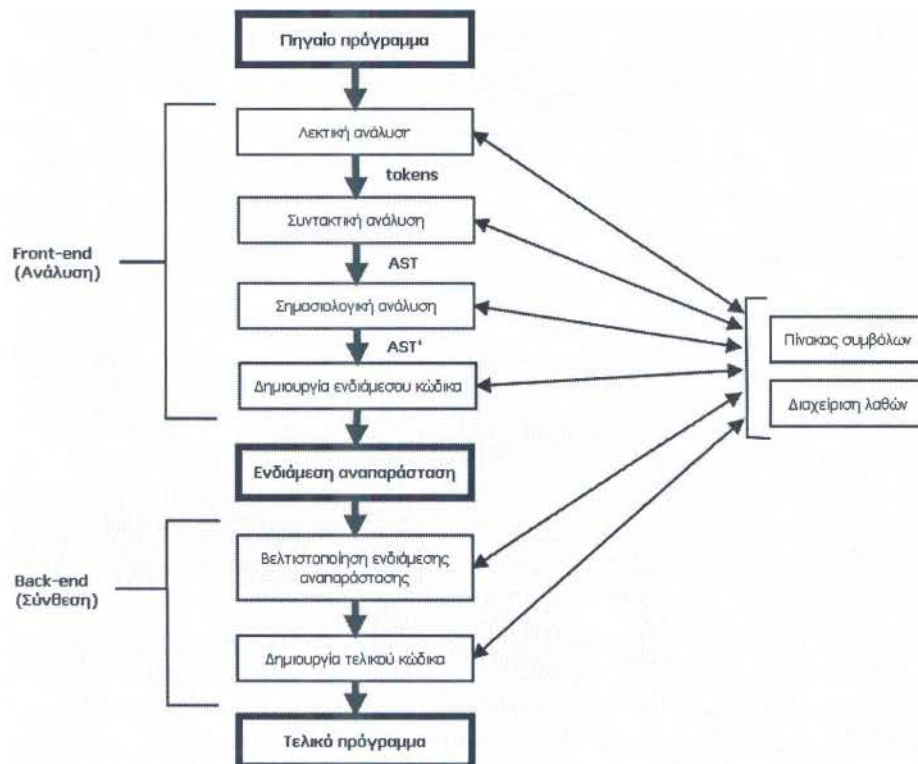 Πηγαίο πρόγραμμα
Λεκτική ανάλυση
tokens
Συντακτική ανάλυση
Front-end
(Ανάλυση)
AST
Σημασιολογική ανάλυση
AST'
Δημιουργία ενδιάμεσου κώδικα
Πίνακας συμβόλων
Διαχείριση λαθών
Ενδιάμεση αναπαράσταση
Βελτιστοποίηση ενδιάμεσης
αναπαράστασης
Back-end
(Σύνθεση)
Δημιουργία τελικού κώδικα
Τελικό πρόγραμμα